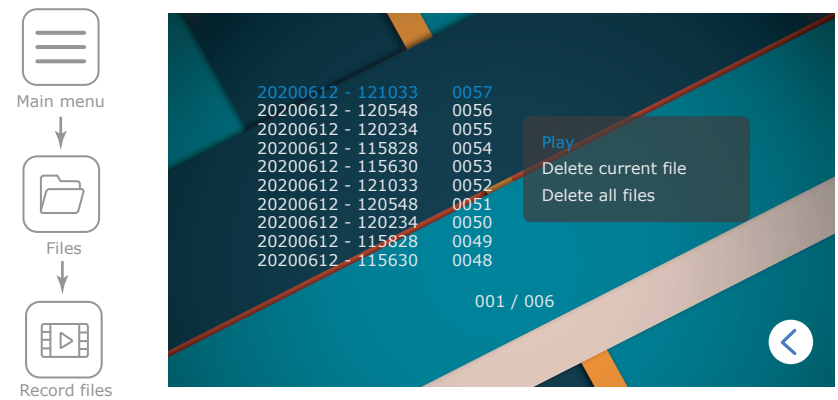 Main menu
Files
Record files
20200612 - 121033 0057
20200612 - 120548 0056
20200612 - 120234 0055
20200612 - 115828 0054
20200612 - 115630 0053
20200612 - 121033 0052
20200612 - 120548 0051
20200612 - 120234 0050
20200612 - 115828 0049
20200612 - 115630 0048
Play
Delete current file
Delete all files
001 / 006